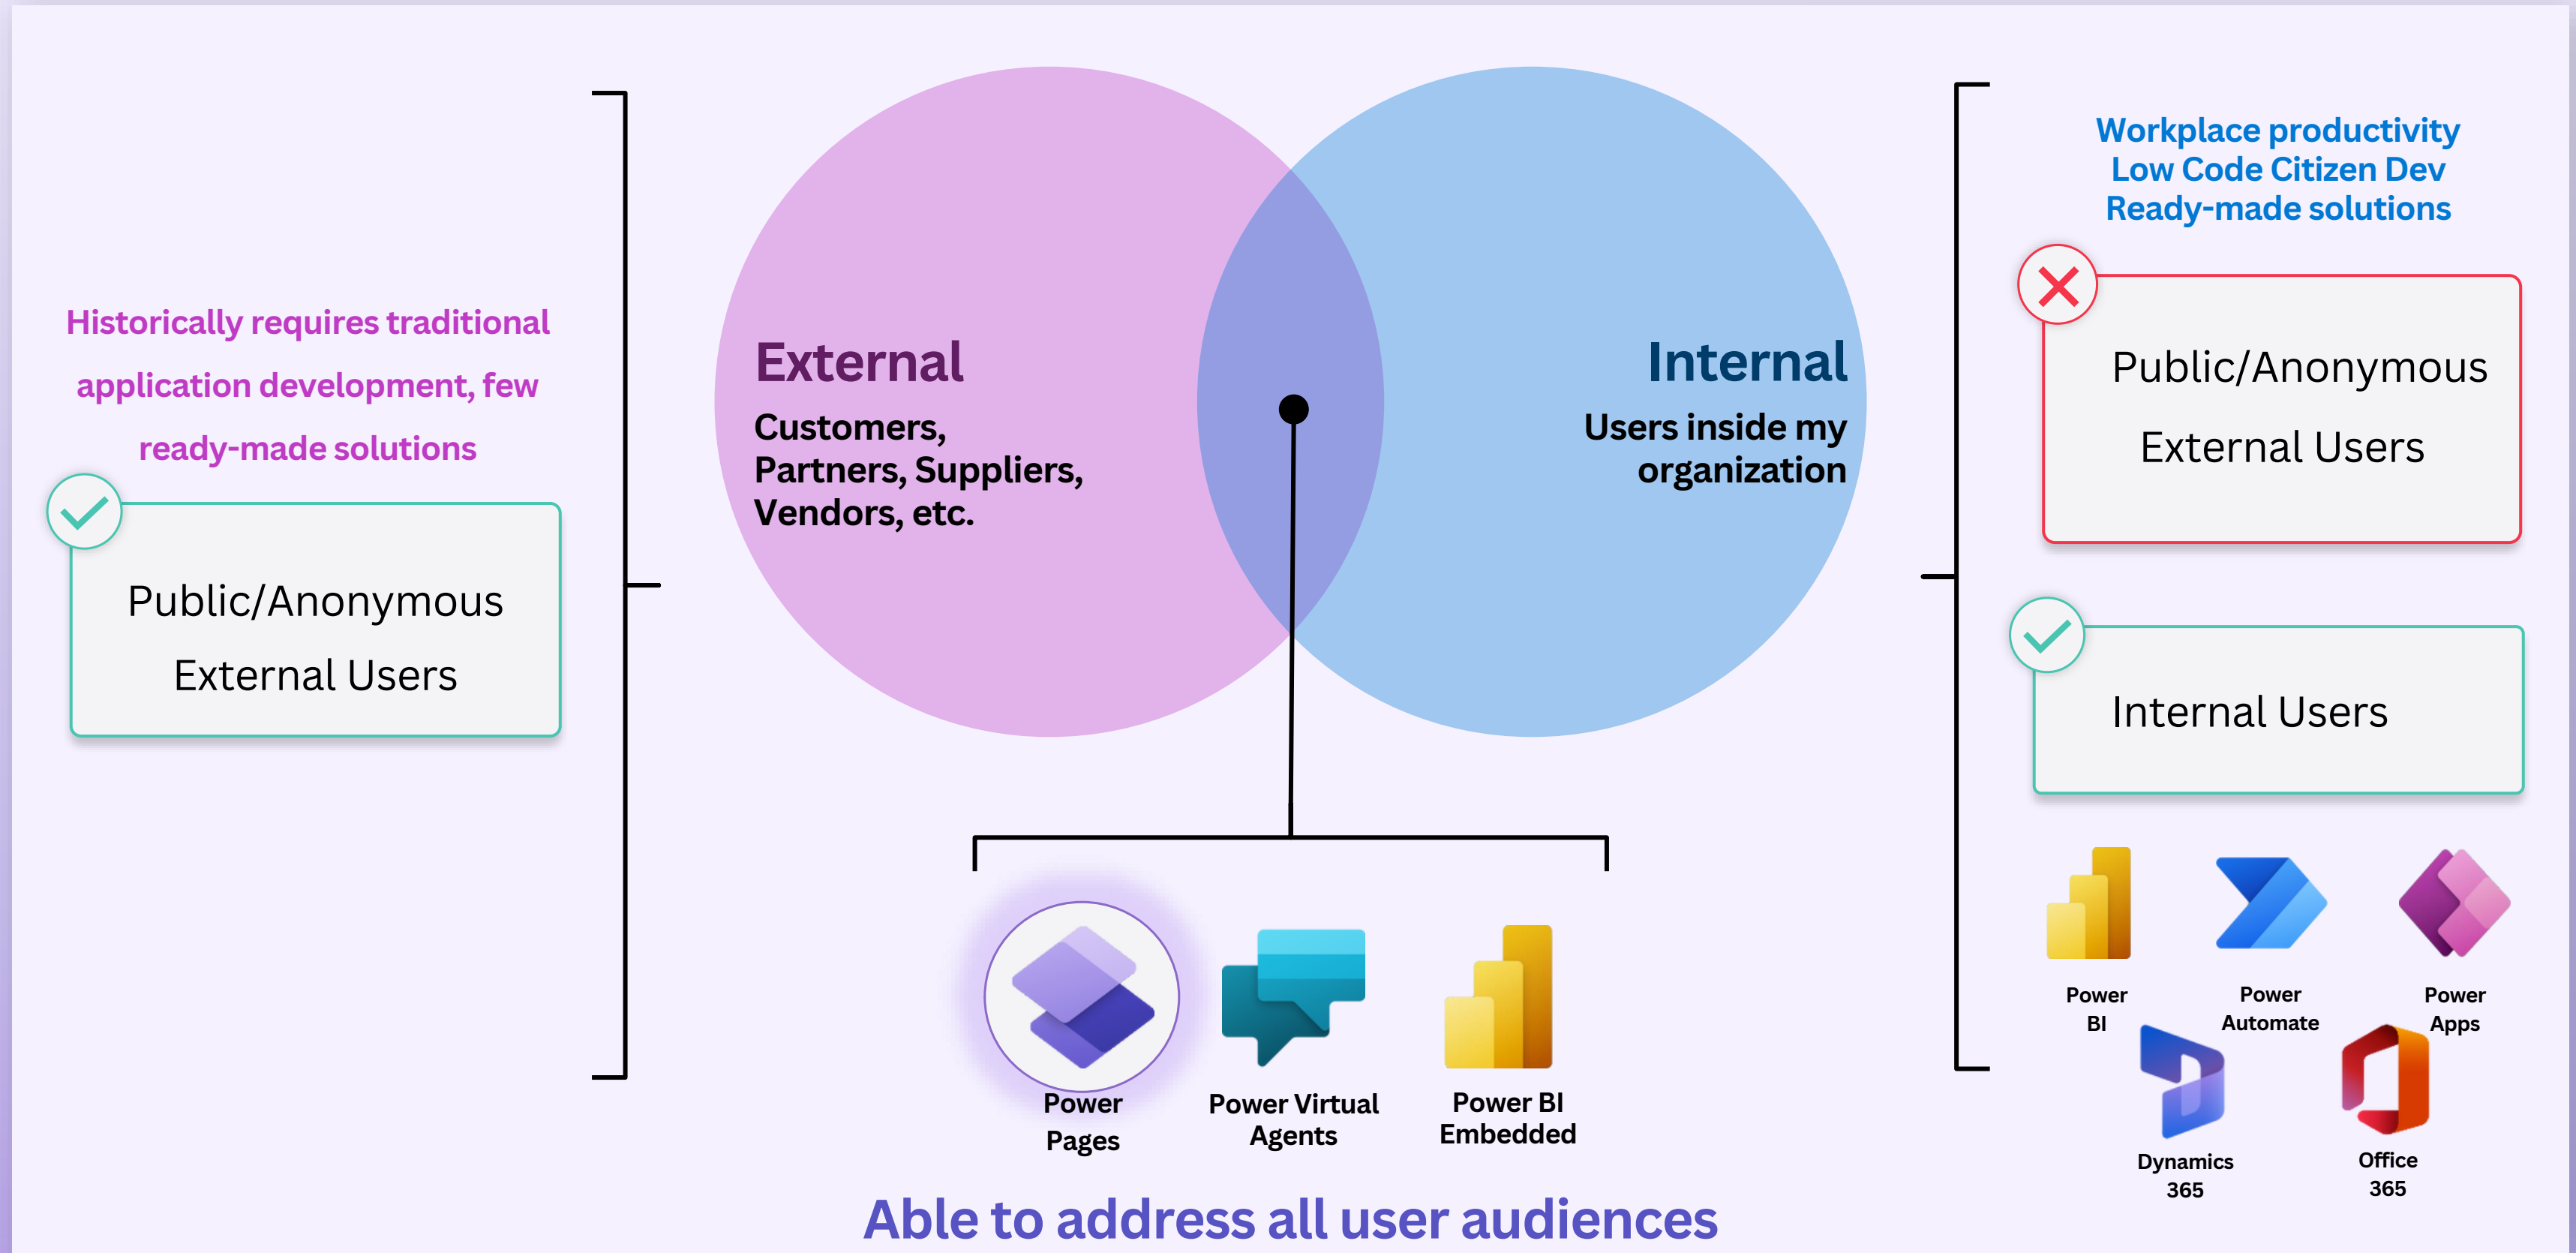 Historically requires traditional
application development, few
ready-made solutions
Public/Anonymous
External Users
External
Customers,
Partners, Suppliers,
Vendors, etc.
Internal
Users inside my
organization
Power
Pages
Power Virtual
Agents
Power BI
Embedded
Able to address all user audiences
Workplace productivity
Low Code Citizen Dev
Ready-made solutions
Public/Anonymous
External Users
Internal Users
Power
BI
Power
Automate
Power
Apps
Dynamics
365
Office
365